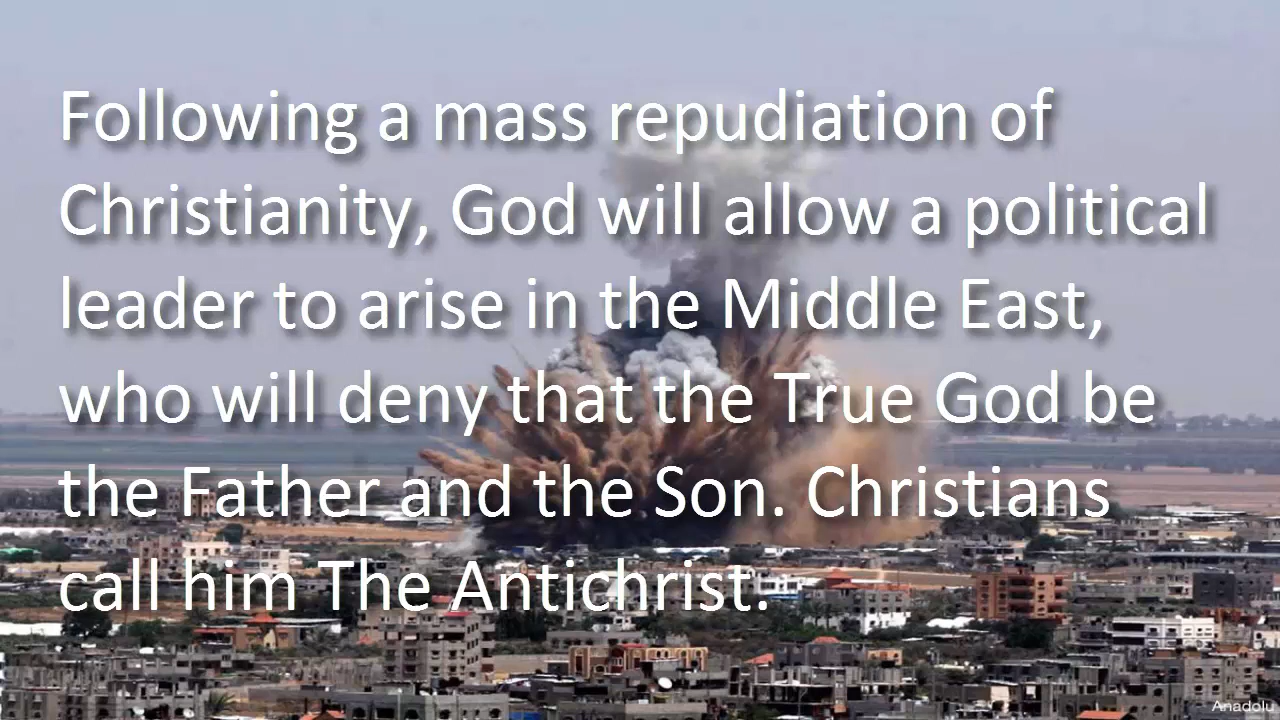 Following a mass repudiation of
Christianity, God will allow a political
leader to arise in the Middle East,
who will deny that the True God be
the Father and the Son. Christians
call him The Antichrist.
Anadolu